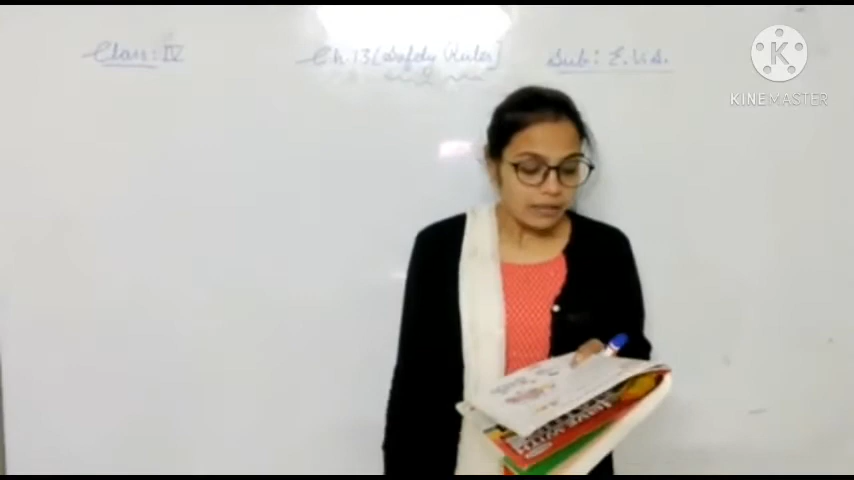 Class: IV
Ch. 13 (Safety Rules)
Sub: E.V.S.
KINEMASTER